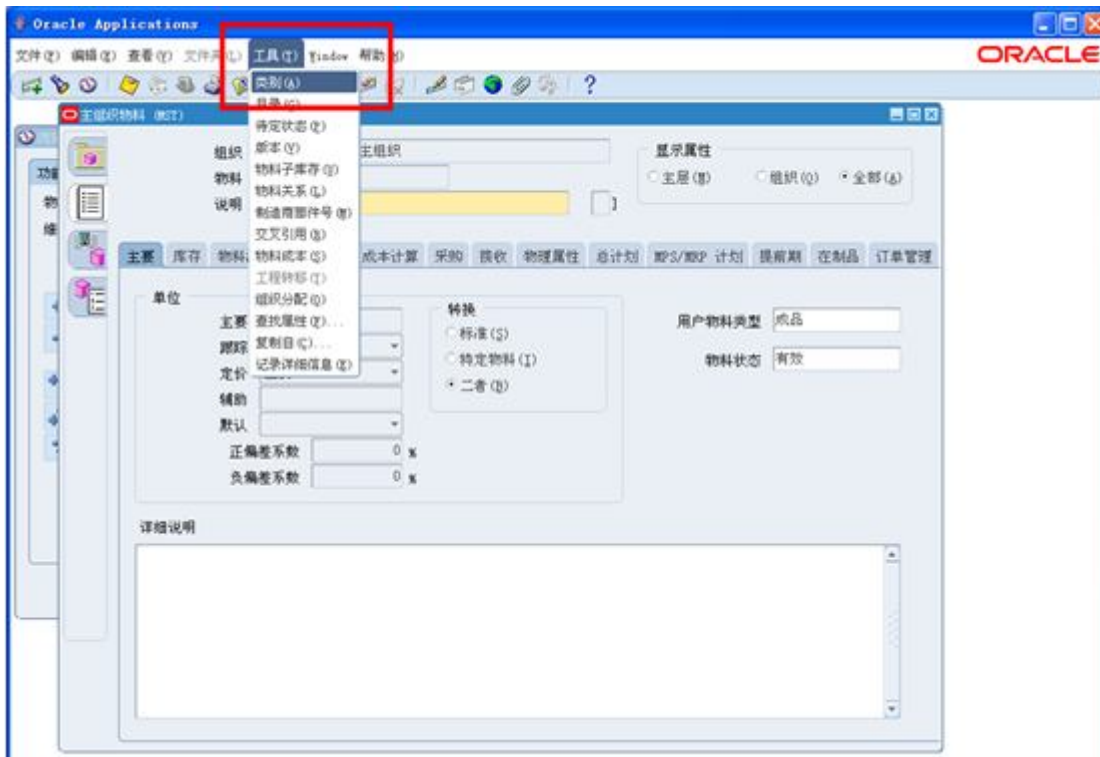 Oracle Applications
文件(F) 编辑(E) 查看(V) 工具(T) Window 帮助(H)
ORACLE
类别(A)
目录(G)
待定状态(P)
版本(V)
物料子库存(U)
物料关系(L)
制造商部件号(M)
交叉引用(R)
物料成本(S)
工程转移(T)
组织分配(O)
查找属性(F)...
复制自(C)...
记录详细信息(E)
主组织物料 (MST)
组织 主组织
物料
说明
显示属性
主层(M) 组织(O) 全部(A)
主要 库存 成本计算 采购 接收 物理属性 总计划 MPS/MRP 计划 提前期 在制品 订单管理
单位
主要
跟踪
定价
辅助
默认
正偏差系数 0 %
负偏差系数 0 %
转换
标准(S)
特定物料(I)
二者(B)
用户物料类型 成品
物料状态 有效
详细说明